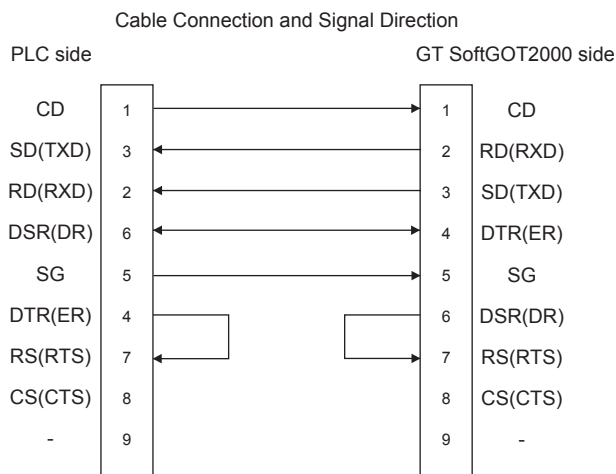 Cable Connection and Signal Direction
PLC side GT SoftGOT2000 side
CD 1 1 CD
SD(TXD) 3 2 RD(RXD)
RD(RXD) 2 3 SD(TXD)
DSR(DR) 6 4 DTR(ER)
SG 5 5 SG
DTR(ER) 4 6 DSR(DR)
RS(RTS) 7 7 RS(RTS)
CS(CTS) 8 8 CS(CTS)
- 9 9 -